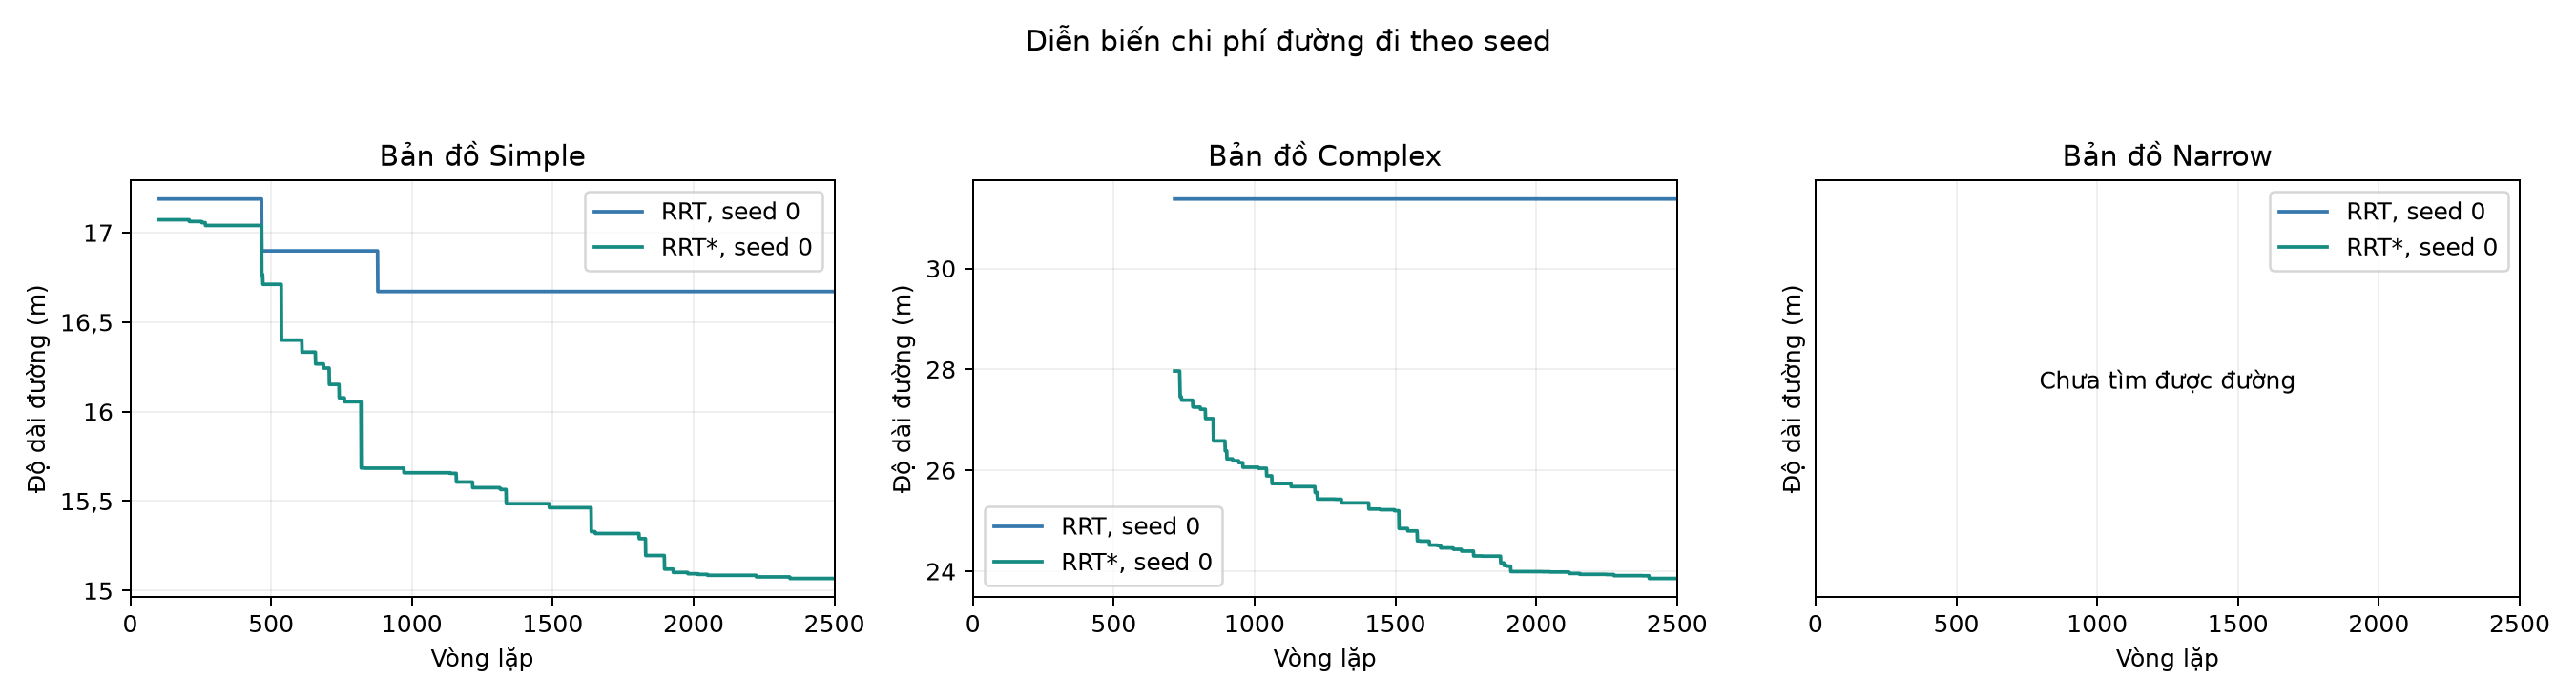 Diễn biến chi phí đường đi theo seed
Bản đồ Simple
Độ dài đường (m)
17
16,5
16
15,5
15
0 500 1000 1500 2000 2500
Vòng lặp
RRT, seed 0
RRT*, seed 0
Bản đồ Complex
Độ dài đường (m)
30
28
26
24
0 500 1000 1500 2000 2500
Vòng lặp
RRT, seed 0
RRT*, seed 0
Bản đồ Narrow
Độ dài đường (m)
RRT, seed 0
RRT*, seed 0
Chưa tìm được đường
0 500 1000 1500 2000 2500
Vòng lặp